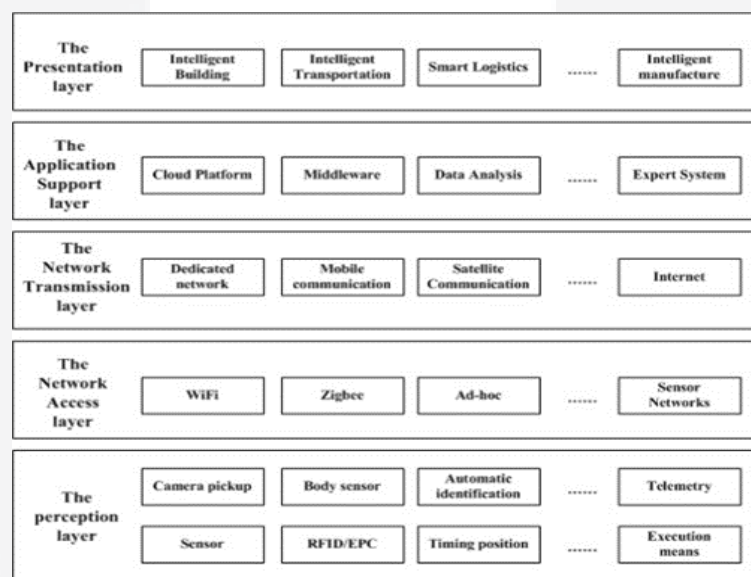 The
Presentation
layer
Intelligent
Building
Intelligent
Transportation
Smart Logistics
......
Intelligent
manufacture
The
Application
Support
layer
Cloud Platform
Middleware
Data Analysis
......
Expert System
The
Network
Transmission
layer
Dedicated
network
Mobile
communication
Satellite
Communication
......
Internet
The
Network
Access
layer
WiFi
Zigbee
Ad-hoc
......
Sensor
Networks
The
perception
layer
Camera pickup
Body sensor
Automatic
identification
......
Telemetry
Sensor
RFID/EPC
Timing position
......
Execution
means